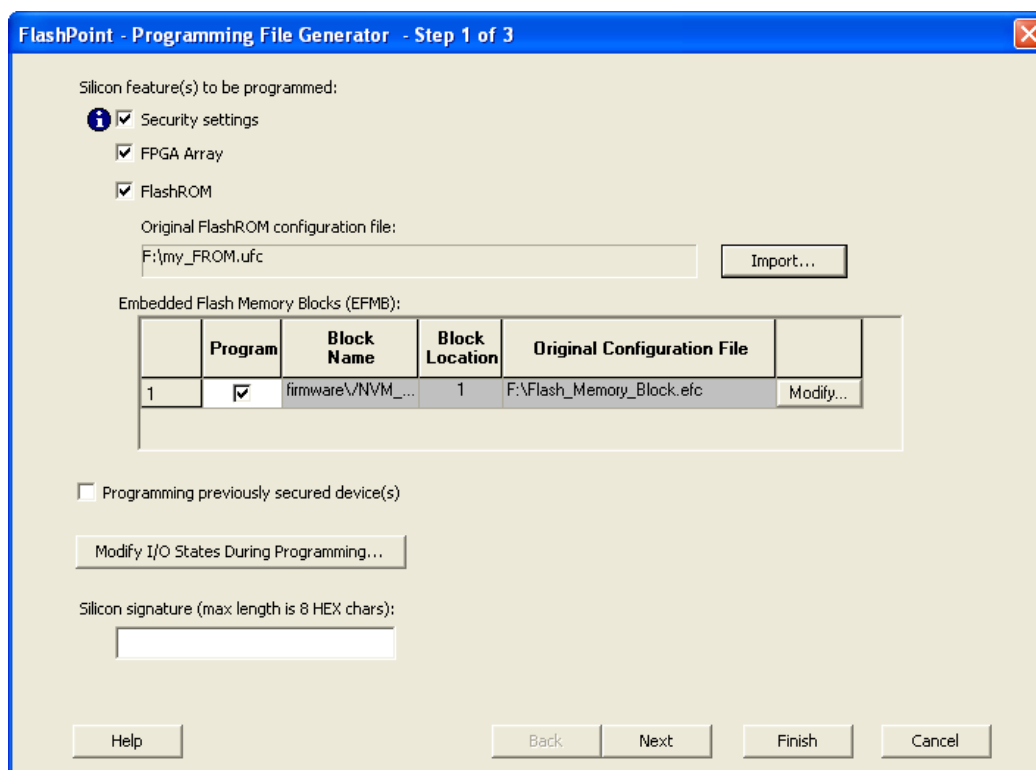 FlashPoint - Programming File Generator - Step 1 of 3
Silicon feature(s) to be programmed:
Security settings
FPGA Array
FlashROM
Original FlashROM configuration file:
F:\my_FROM.ufc
Import...
Embedded Flash Memory Blocks (EFMB):
Program Block Name Block Location Original Configuration File
1 firmware\/NVM_... 1 F:\Flash_Memory_Block.efc Modify...
Programming previously secured device(s)
Modify I/O States During Programming...
Silicon signature (max length is 8 HEX chars):
Help Back Next Finish Cancel